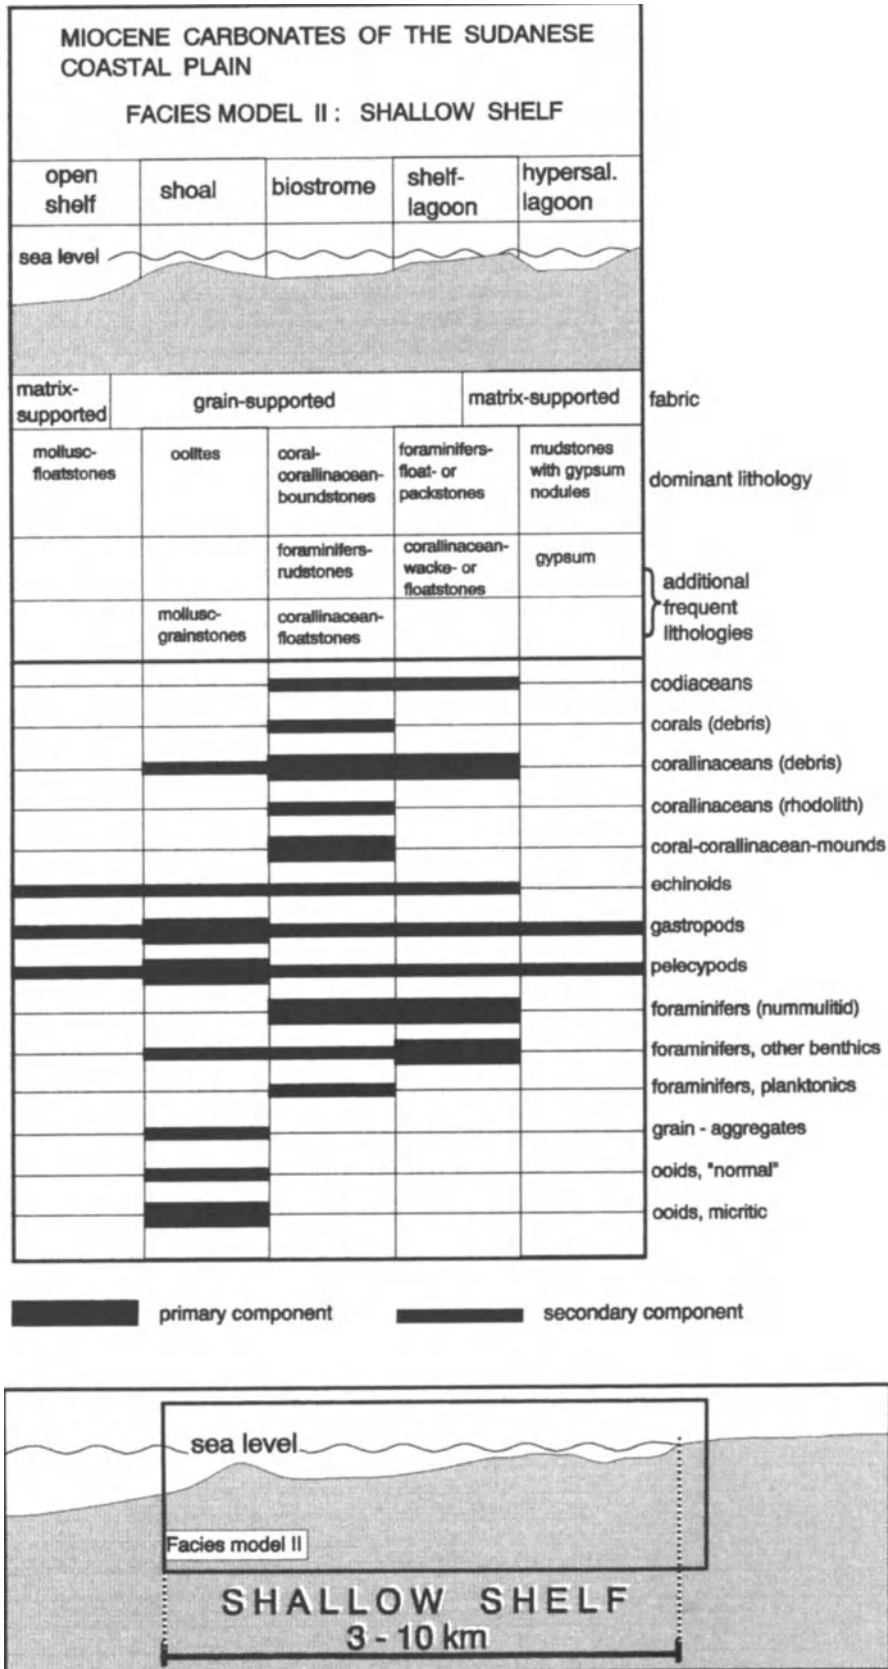 MIOCENE CARBONATES OF THE SUDANESE
COASTAL PLAIN
FACIES MODEL II : SHALLOW SHELF
open
shelf
shoal
biostrome
shelf-
lagoon
hypersal.
lagoon
sea level
matrix-
supported
grain-supported
matrix-supported
fabric
mollusc-
floatstones
oolites
coral-
corallinacean-
boundstones
foraminifers-
float- or
packstones
mudstones
with gypsum
nodules
dominant lithology
foraminifers-
rudstones
corallinacean-
wacke- or
floatstones
gypsum
mollusc-
grainstones
corallinacean-
floatstones
additional
frequent
lithologies
codiaceans
corals (debris)
corallinaceans (debris)
corallinaceans (rhodolith)
coral-corallinacean-mounds
echinoids
gastropods
pelecypods
foraminifers (nummulitid)
foraminifers, other benthics
foraminifers, planktonics
grain - aggregates
ooids, "normal"
ooids, micritic
primary component
secondary component
sea level
Facies model II
SHALLOW SHELF
3 - 10 km